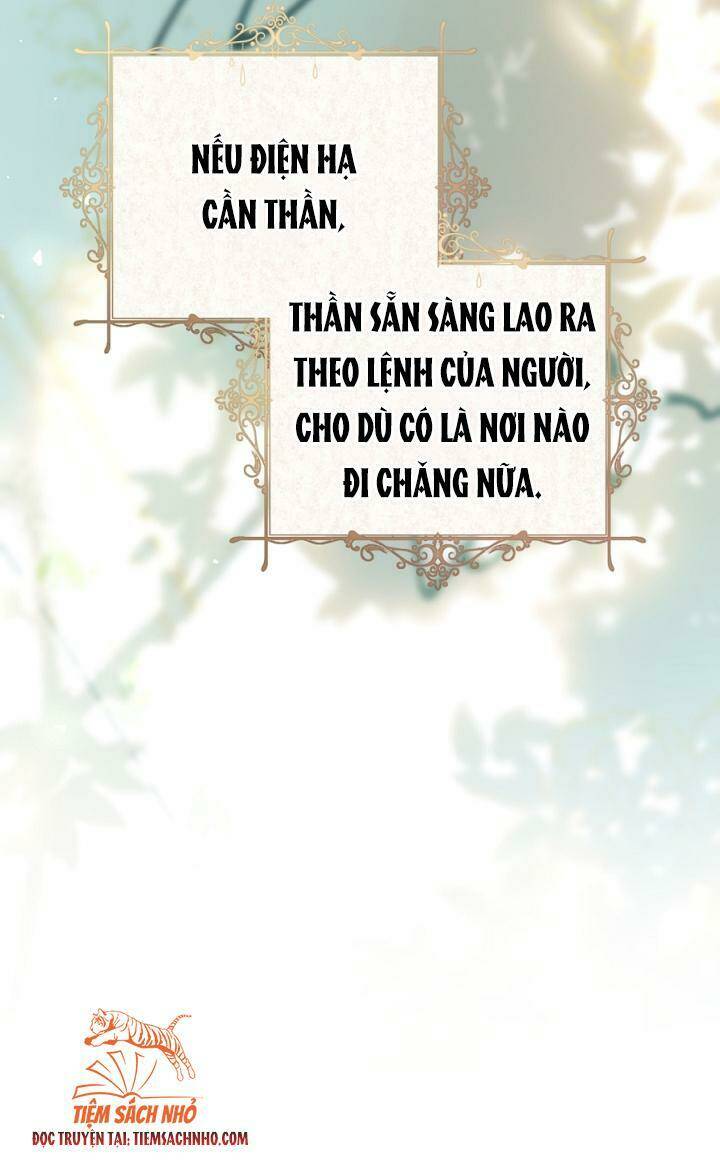 NẾU ĐIỆN HẠ
CẦN THẦN,
THẦN SẴN SÀNG LAO RA
THEO LỆNH CỦA NGƯỜI,
CHO DÙ CÓ LÀ NƠI NÀO
ĐI CHĂNG NỮA.
TIỆM SÁCH NHỎ
ĐỌC TRUYỆN TẠI: TIEMSACHNHO.COM